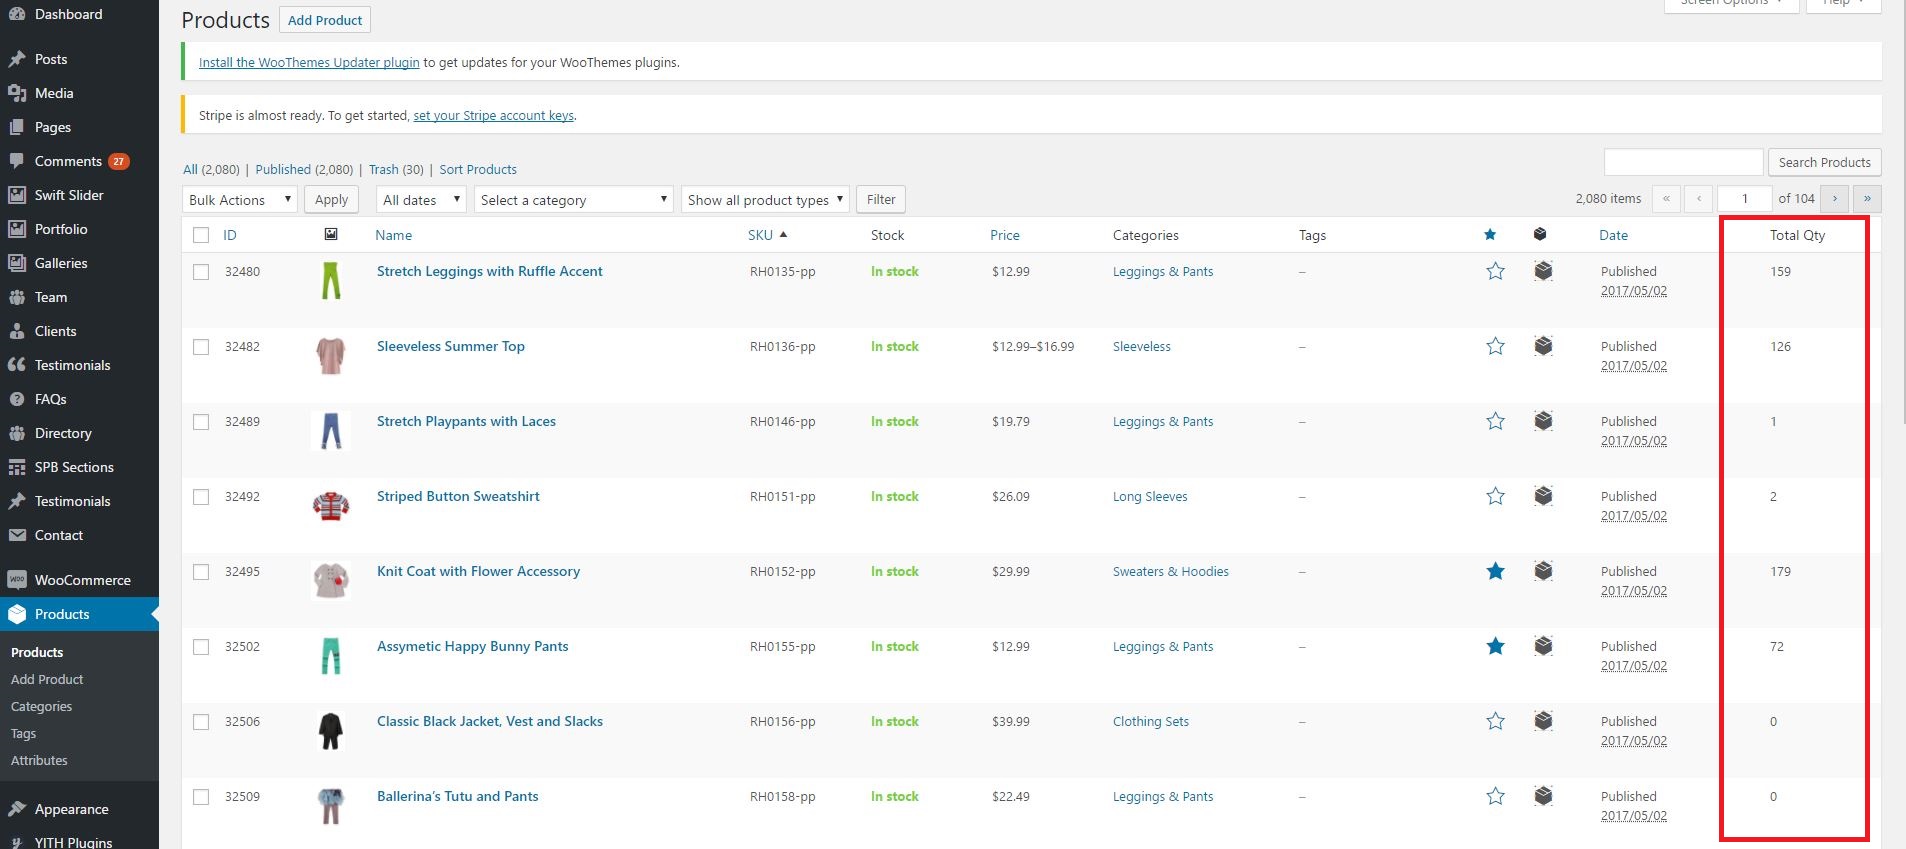 Dashboard
Posts
Media
Pages
Comments 27
Swift Slider
Portfolio
Galleries
Team
Clients
Testimonials
FAQs
Directory
SPB Sections
Testimonials
Contact
WooCommerce
Products
Products
Add Product
Categories
Tags
Attributes
Appearance
YITH Plugins
Screen Options Help
Products Add Product
Install the WooThemes Updater plugin to get updates for your WooThemes plugins.
Stripe is almost ready. To get started, set your Stripe account keys.
All (2,080) | Published (2,080) | Trash (30) | Sort Products
Search Products
Bulk Actions Apply All dates Select a category Show all product types Filter 2,080 items « ‹ 1 of 104 › »
ID Name SKU Stock Price Categories Tags Date Total Qty
32480 Stretch Leggings with Ruffle Accent RH0135-pp In stock $12.99 Leggings & Pants – Published 159
2017/05/02
32482 Sleeveless Summer Top RH0136-pp In stock $12.99–$16.99 Sleeveless – Published 126
2017/05/02
32489 Stretch Playpants with Laces RH0146-pp In stock $19.79 Leggings & Pants – Published 1
2017/05/02
32492 Striped Button Sweatshirt RH0151-pp In stock $26.09 Long Sleeves – Published 2
2017/05/02
32495 Knit Coat with Flower Accessory RH0152-pp In stock $29.99 Sweaters & Hoodies – Published 179
2017/05/02
32502 Assymetic Happy Bunny Pants RH0155-pp In stock $12.99 Leggings & Pants – Published 72
2017/05/02
32506 Classic Black Jacket, Vest and Slacks RH0156-pp In stock $39.99 Clothing Sets – Published 0
2017/05/02
32509 Ballerina's Tutu and Pants RH0158-pp In stock $22.49 Leggings & Pants – Published 0
2017/05/02